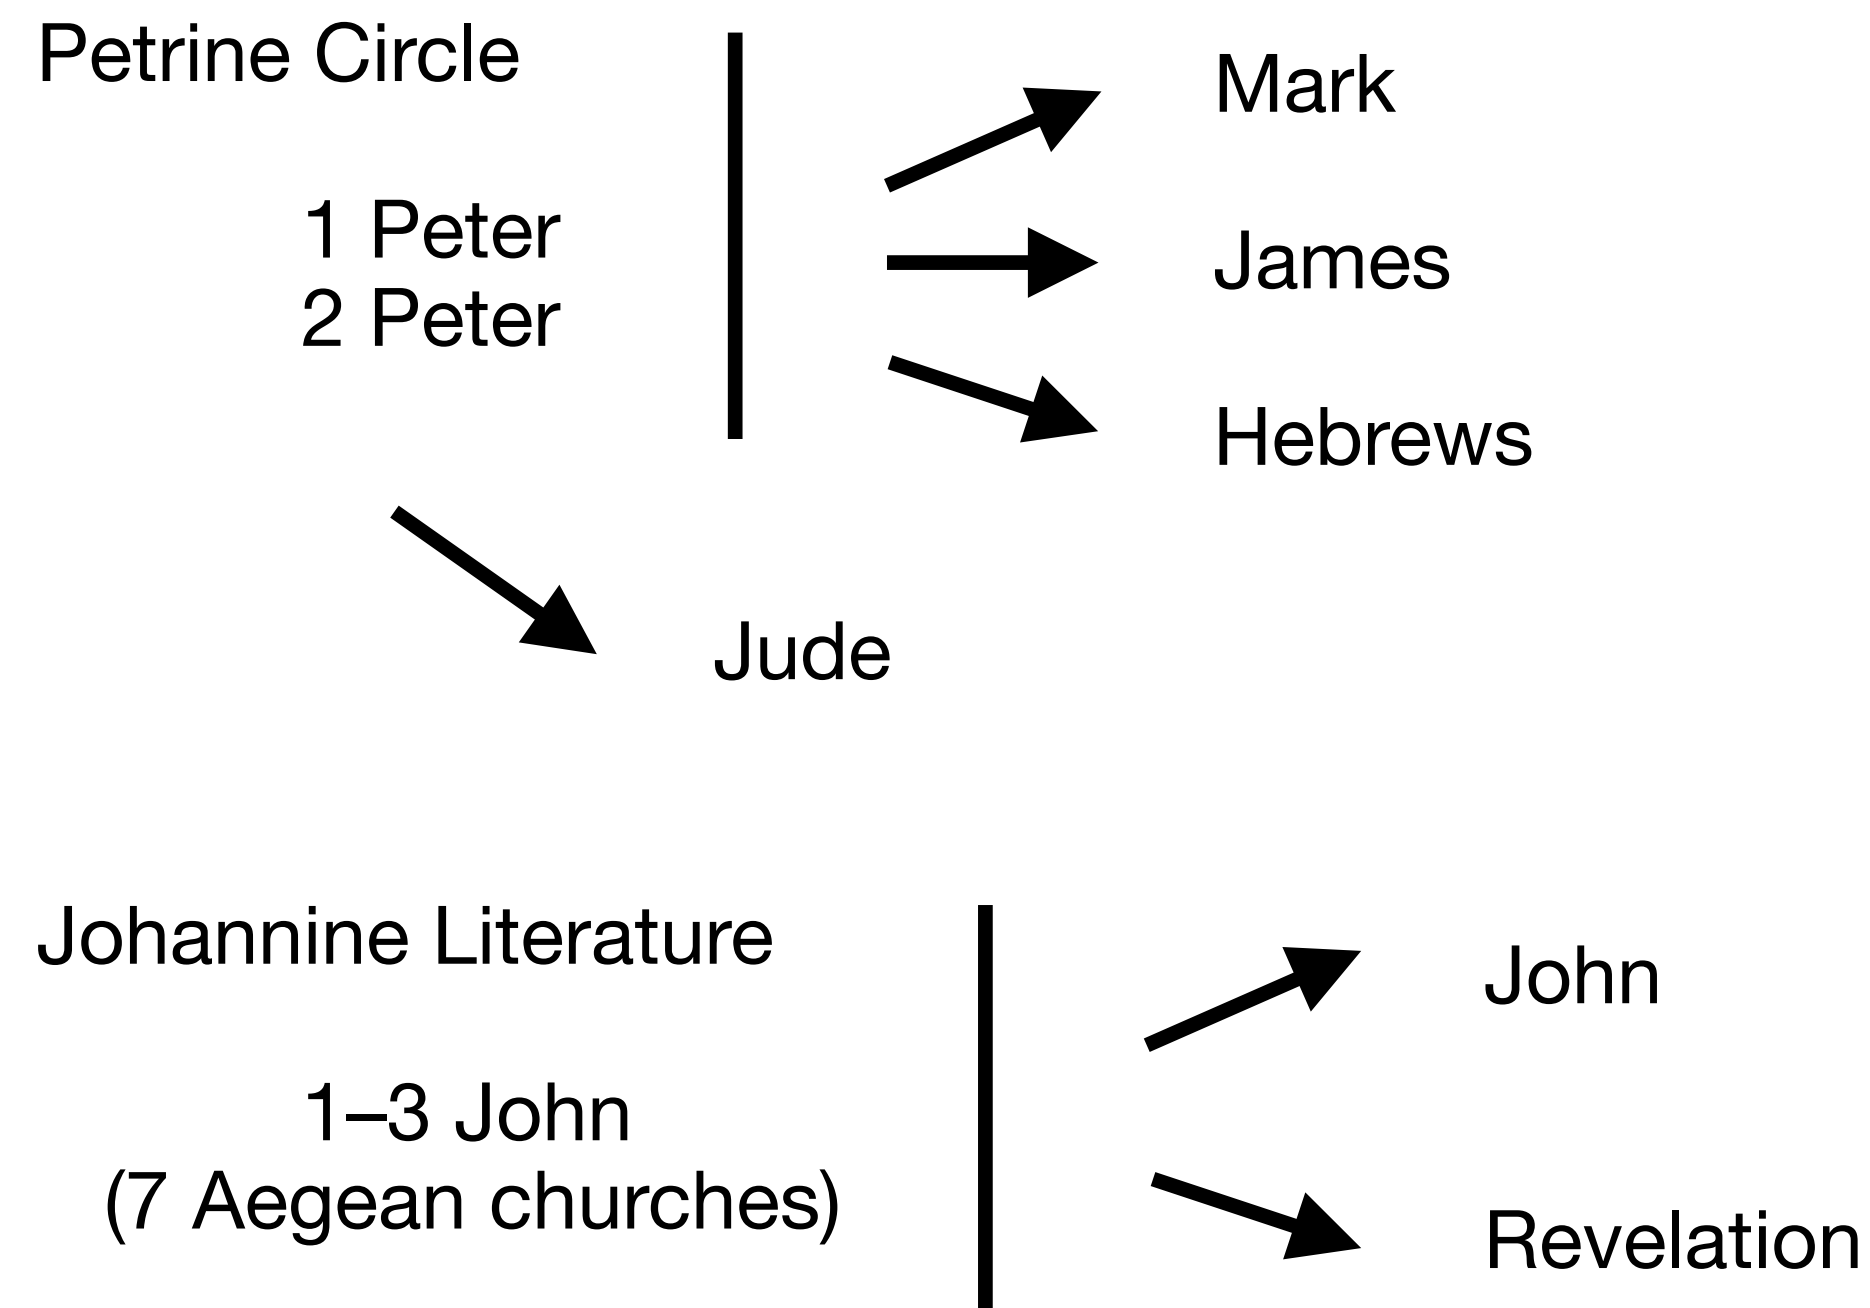 Petrine Circle
1 Peter
2 Peter
Mark
James
Hebrews
Jude
Johannine Literature
1–3 John
(7 Aegean churches)
John
Revelation